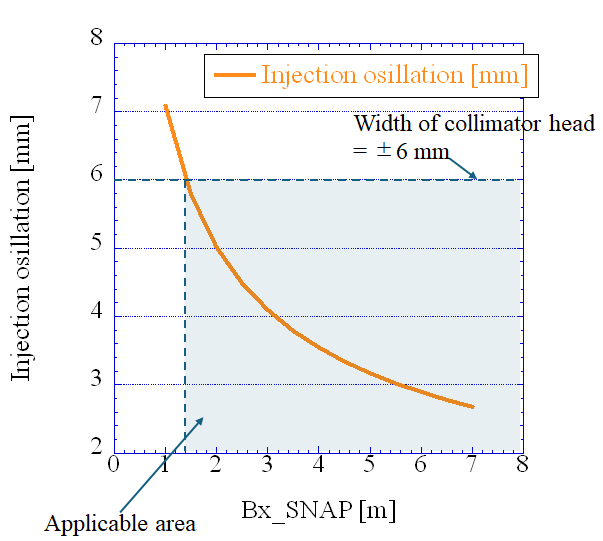 8
Injection osillation [mm]
7
Width of collimator head
= ±6 mm
6
5
4
3
2
Injection osillation [mm]
0 1 2 3 4 5 6 7 8
Bx_SNAP [m]
Applicable area